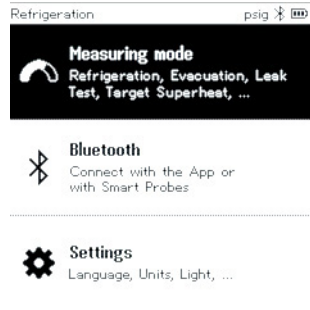 Refrigeration psig
Measuring mode
Refrigeration, Evacuation, Leak
Test, Target Superheat, ...
Bluetooth
Connect with the App or
with Smart Probes
Settings
Language, Units, Light, ...